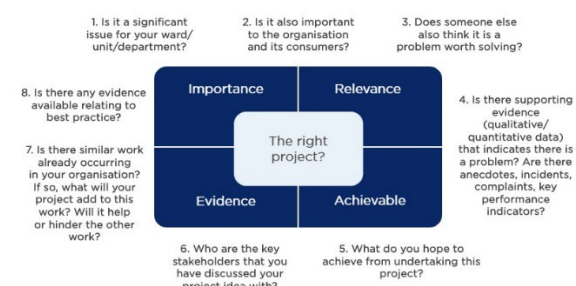 1. Is it a significant
issue for your ward/
unit/department?
2. Is it also important
to the organisation
and its consumers?
3. Does someone else
also think it is a
problem worth solving?
8. Is there any evidence
available relating to
best practice?
Importance
Relevance
4. Is there supporting
evidence
(qualitative/
quantitative data)
that indicates there is
a problem? Are there
anecdotes, incidents,
complaints, key
performance
indicators?
The right
project?
7. Is there similar work
already occurring
in your organisation?
If so, what will your
project add to this
work? Will it help
or hinder the other
work?
Evidence
Achievable
6. Who are the key
stakeholders that you
have discussed your
project idea with?
5. What do you hope to
achieve from undertaking this
project?